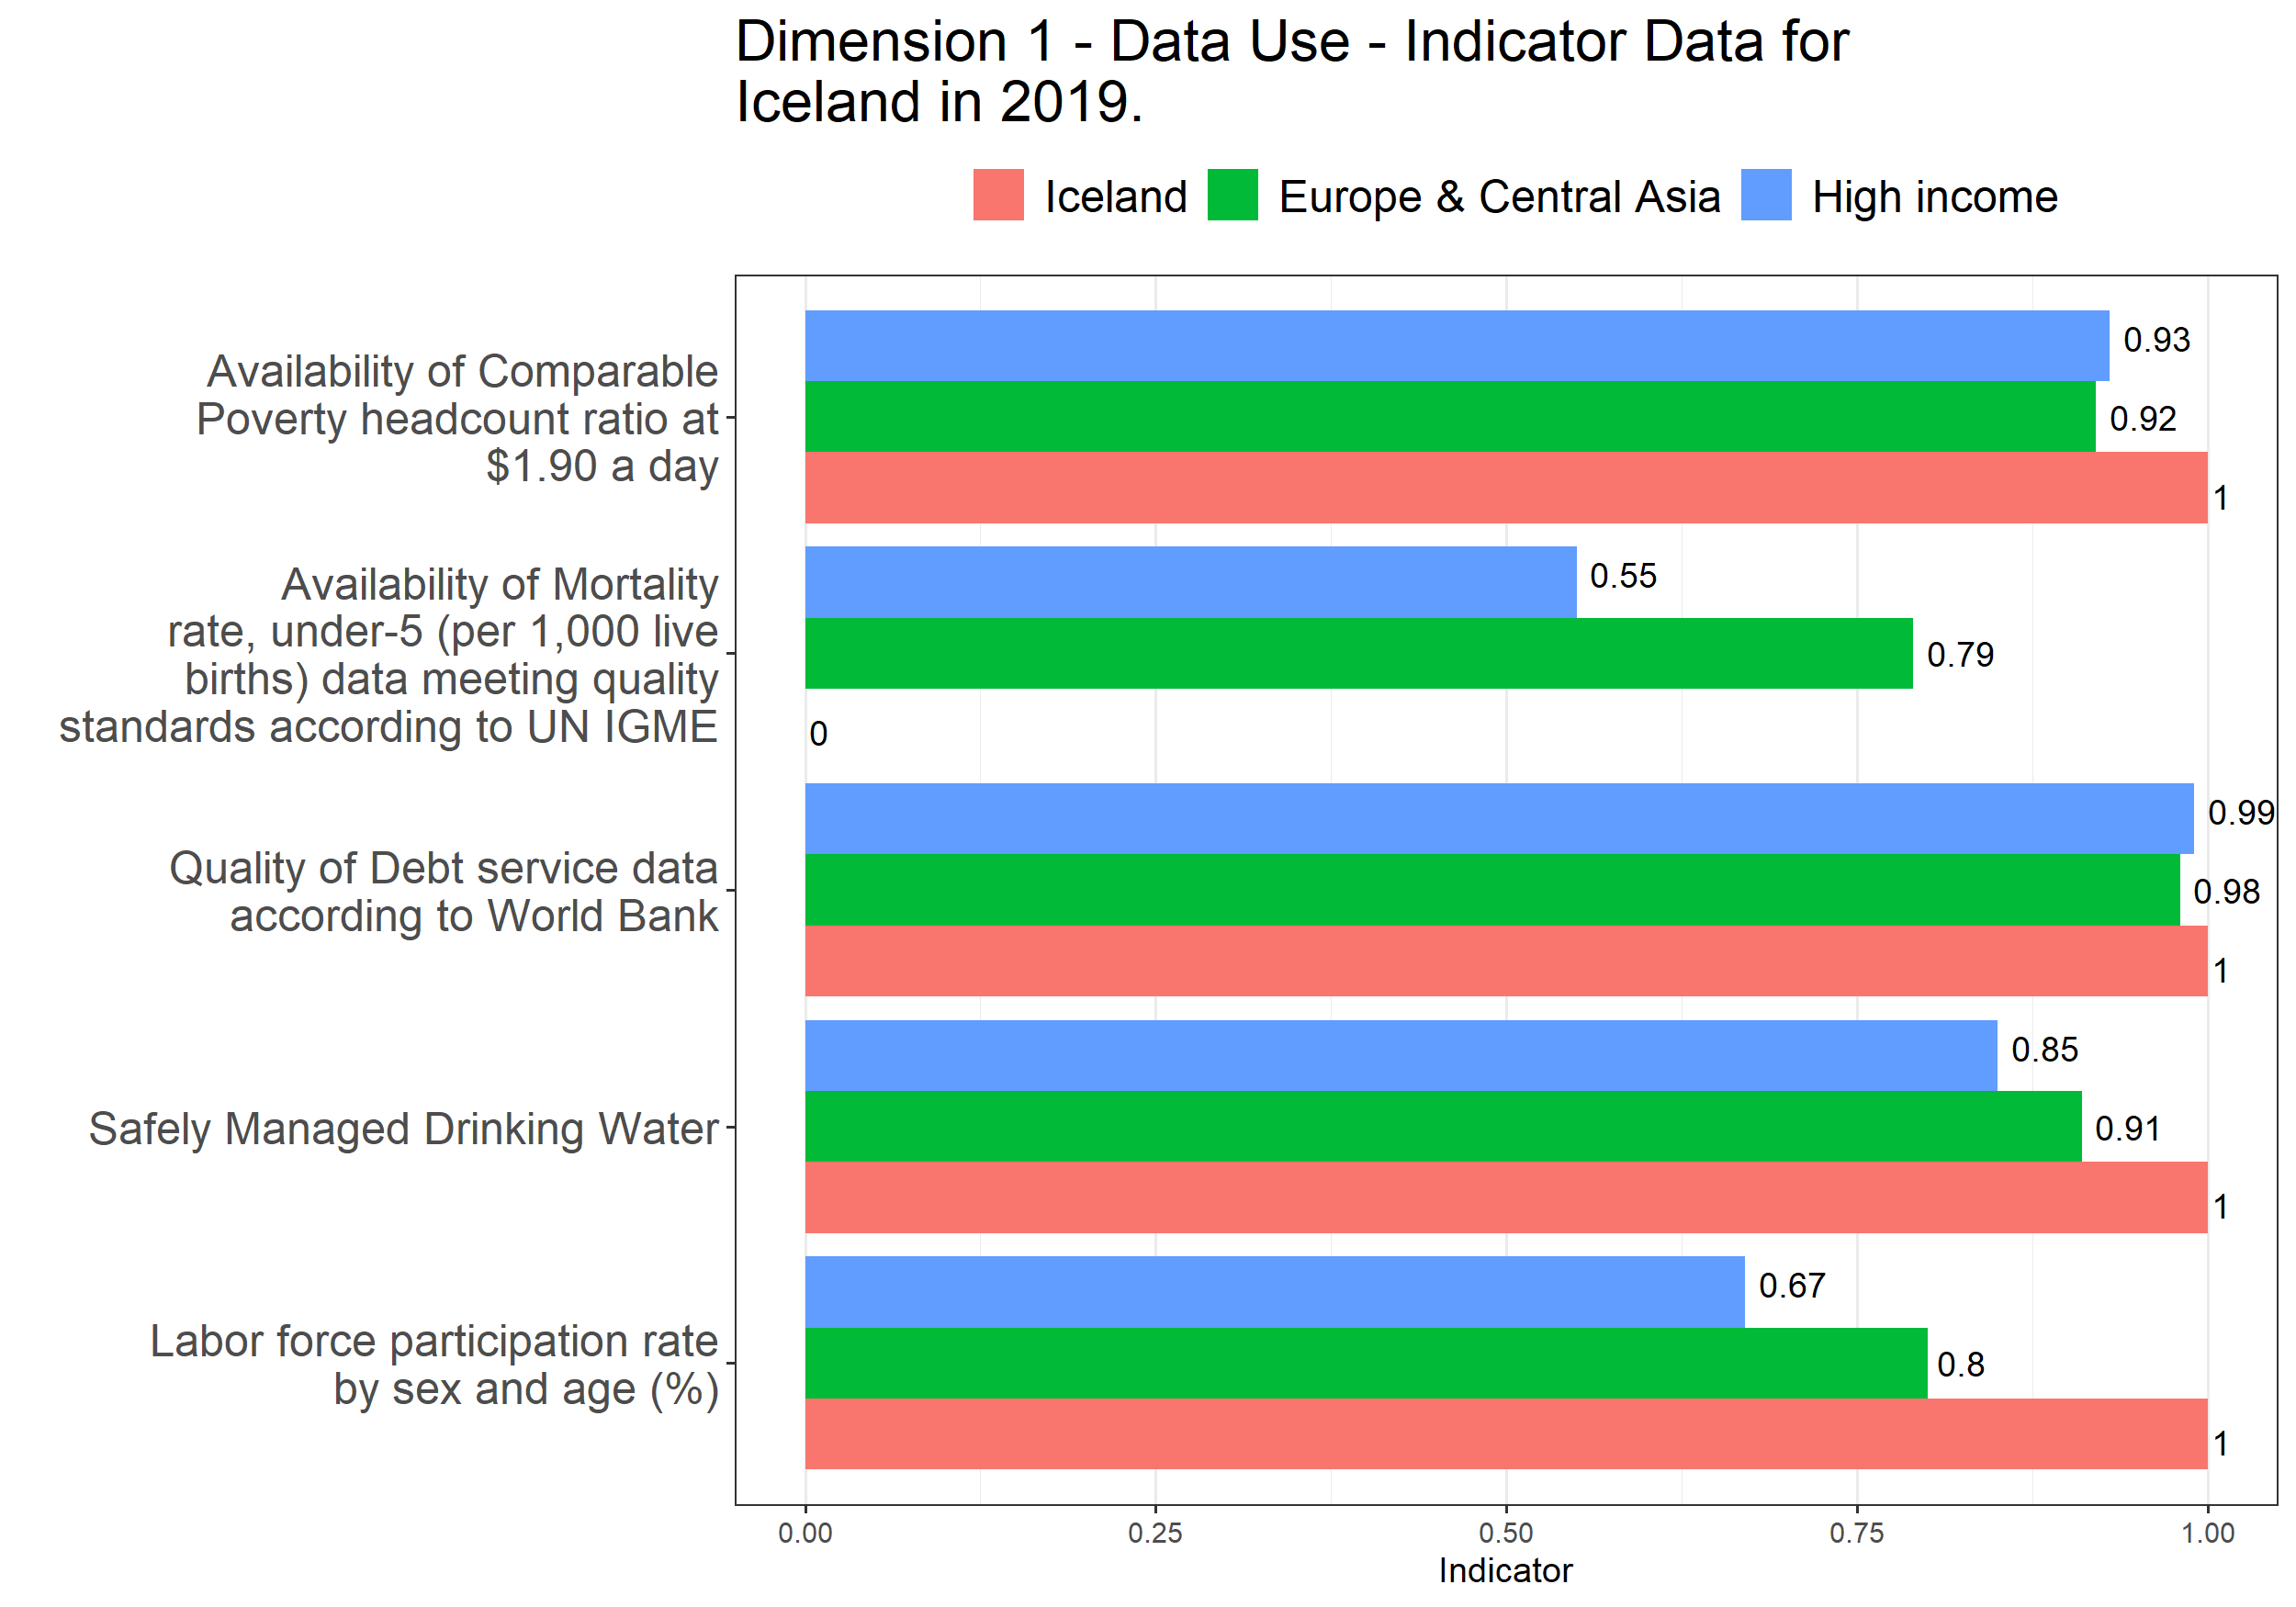 Dimension 1 - Data Use - Indicator Data for
Iceland in 2019.
Iceland
Europe & Central Asia
High income
Availability of Comparable
Poverty headcount ratio at
$1.90 a day
0.93
0.92
1
Availability of Mortality
rate, under-5 (per 1,000 live
births) data meeting quality
standards according to UN IGME
0.55
0.79
0
Quality of Debt service data
according to World Bank
0.99
0.98
1
Safely Managed Drinking Water
0.85
0.91
1
Labor force participation rate
by sex and age (%)
0.67
0.8
1
0.00
0.25
0.50
0.75
1.00
Indicator